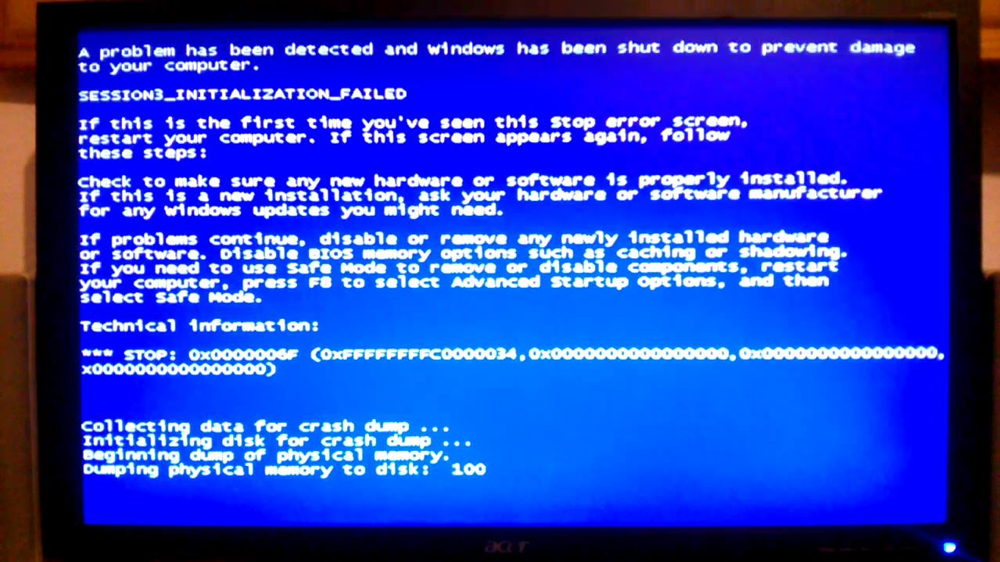 A problem has been detected and Windows has been shut down to prevent damage
to your computer.
SESSION3_INITIALIZATION_FAILED
If this is the first time you've seen this Stop error screen,
restart your computer. If this screen appears again, follow
these steps:
Check to make sure any new hardware or software is properly installed.
If this is a new installation, ask your hardware or software manufacturer
for any Windows updates you might need.
If problems continue, disable or remove any newly installed hardware
or software. Disable BIOS memory options such as caching or shadowing.
If you need to use Safe Mode to remove or disable components, restart
your computer, press F8 to select Advanced Startup Options, and then
select Safe Mode.
Technical information:
*** STOP: 0x0000006F (0xFFFFFFFFC0000034,0x0000000000000000,0x0000000000000000,
x0000000000000000)
Collecting data for crash dump ...
Initializing disk for crash dump ...
Beginning dump of physical memory.
Dumping physical memory to disk:  100
acer